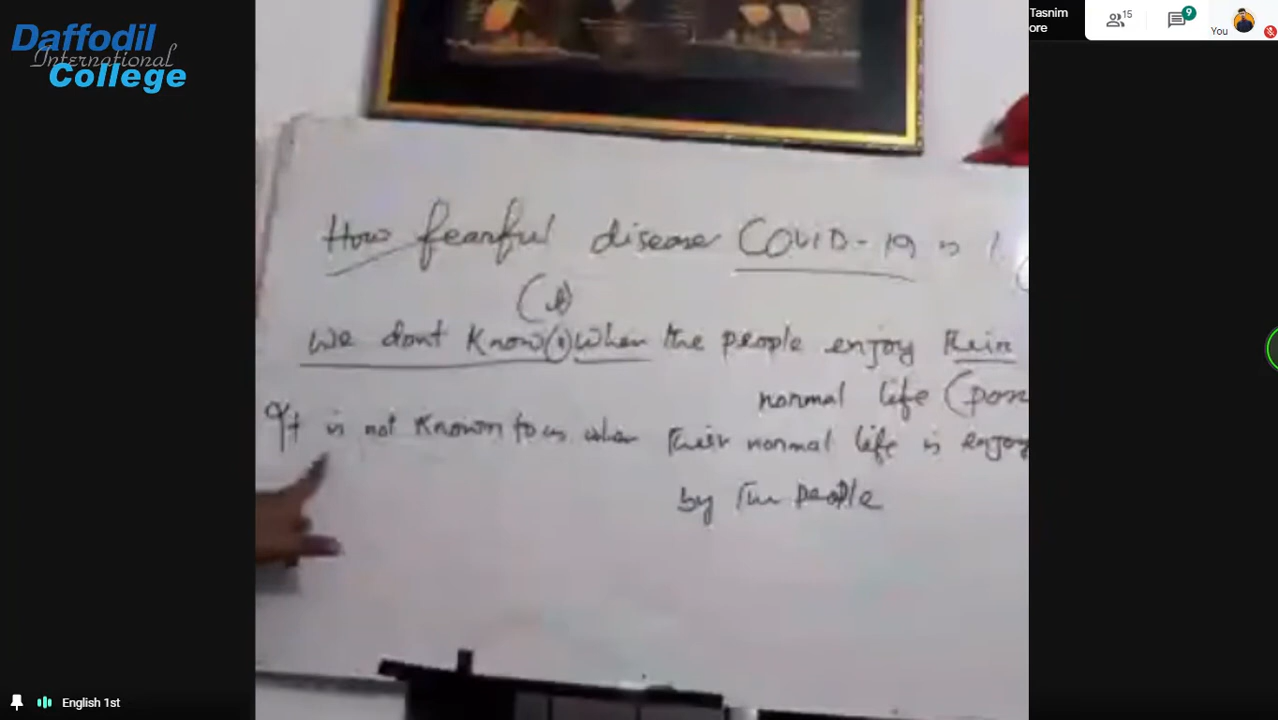 Daffodil
International
College
Tasnim
ore
15
9
You
How fearful disease COVID-19 is
(d)
We dont know when the people enjoy their
normal life
It is not known to us when their normal life is enjoy
by the people
English 1st